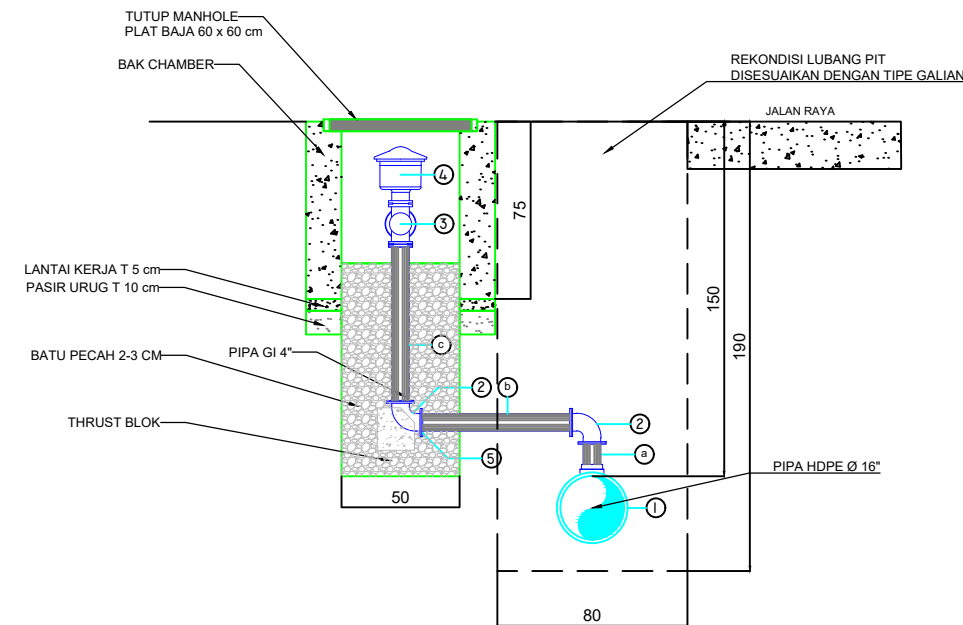 TUTUP MANHOLE
PLAT BAJA 60 x 60 cm
BAK CHAMBER
REKONDISI LUBANG PIT
DISESUAIKAN DENGAN TIPE GALIAN
JALAN RAYA
4
3
75
LANTAI KERJA T 5 cm
PASIR URUG T 10 cm
150
190
BATU PECAH 2-3 CM
PIPA GI 4"
c
2
b
THRUST BLOK
2
5
a
PIPA HDPE Ø 16"
50
1
80